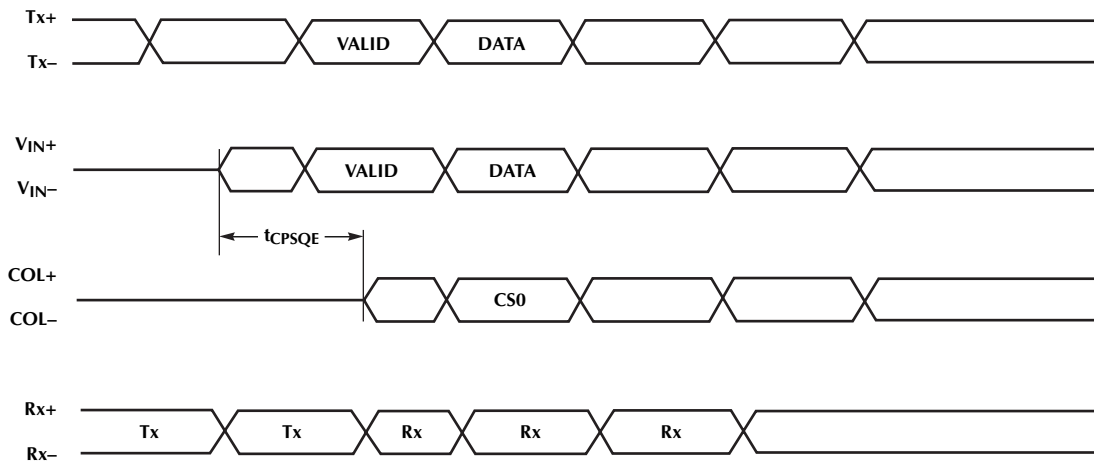 Tx+
VALID DATA
Tx–
VIN+
VALID DATA
VIN–
tCPSQE
COL+
CS0
COL–
Rx+
Tx Tx Rx Rx Rx
Rx–